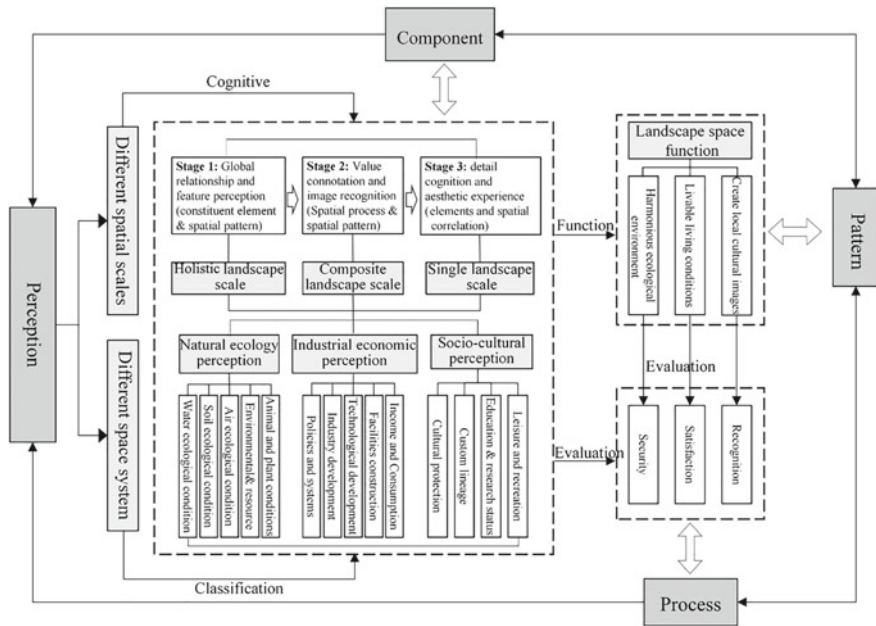 Component
Cognitive
Different spatial
scales
Stage 1: Global
relationship and
feature perception
(constituent element
& spatial pattern)
Stage 2: Value
connotation and
image recognition
(Spatial process &
spatial pattern)
Stage 3: detail
cognition and
aesthetic experience
(elements and spatial
correlation)
Landscape space
function
Harmonious ecological
environment
Livable living conditions
Create local cultural images
Function
Pattern
Perception
Holistic landscape
scale
Composite
landscape scale
Single landscape
scale
Natural ecology
perception
Industrial economic
perception
Socio-cultural
perception
Evaluation
Different space system
Water ecological condition
Soil ecological condition
Air ecological condition
Environmental& resource
Animal and plant conditions
Policies and systems
Industry development
Technological development
Facilities construction
Income and Consumption
Cultural protection
Custom lineage
Education & research status
Leisure and recreation
Evaluation
Security
Satisfaction
Recognition
Classification
Process